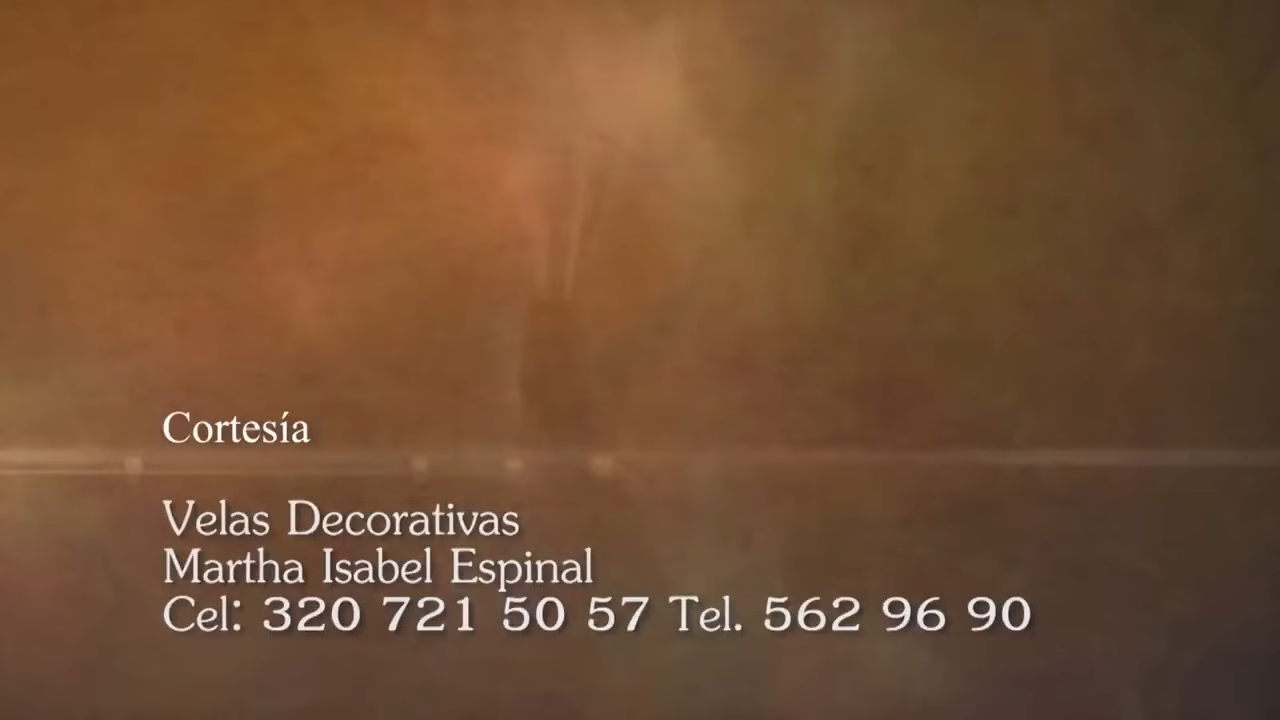 Cortesía
Velas Decorativas
Martha Isabel Espinal
Cel: 320 721 50 57 Tel. 562 96 90